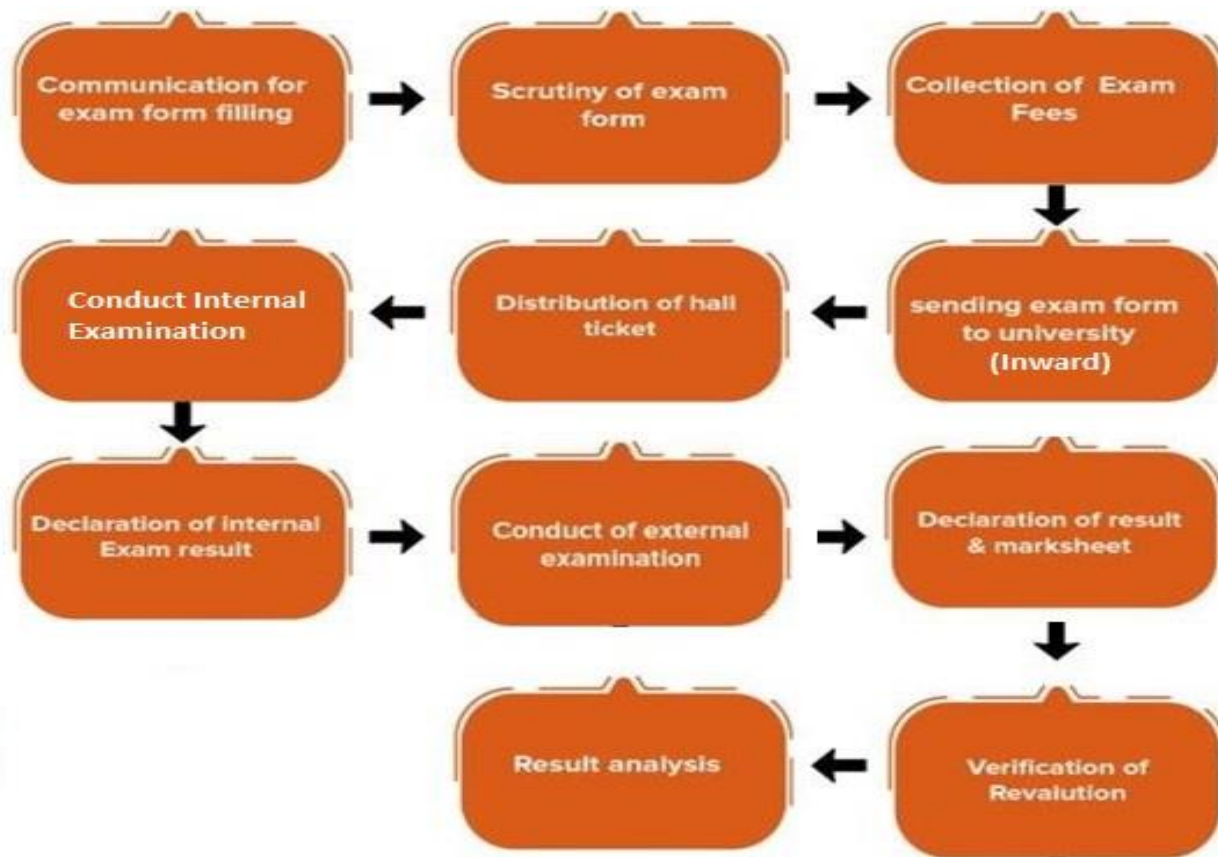 Communication for
exam form filling
Scrutiny of exam
form
Collection of Exam
Fees
sending exam form
to university
(Inward)
Distribution of hall
ticket
Conduct Internal
Examination
Declaration of internal
Exam result
Conduct of external
examination
Declaration of result
& marksheet
Verification of
Revalution
Result analysis